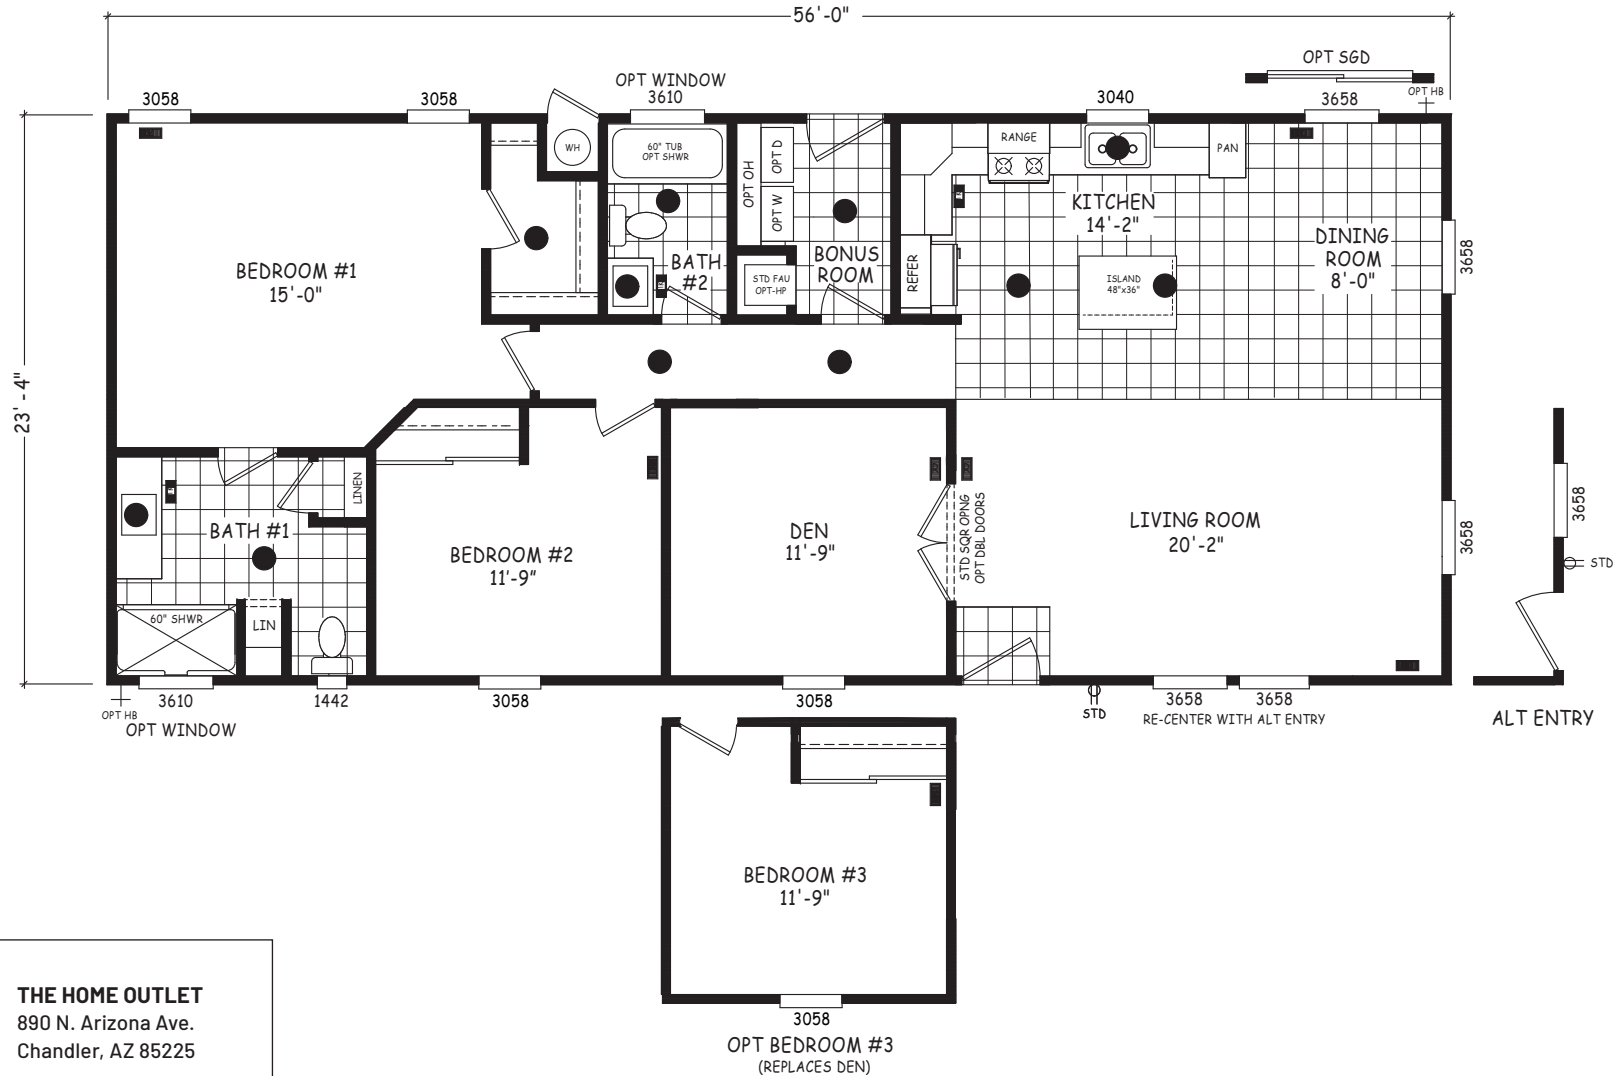 56'-0"
OPT SGD
OPT WINDOW
OPT HB
3058
3058
3610
3040
3658
WH
60" TUB
OPT SHWR
OPT OH
OPT D
OPT W
RANGE
PAN
KITCHEN
14'-2"
DINING
ROOM
8'-0"
3658
BEDROOM #1
15'-0"
BATH
#2
STD FAU
OPT-HP
BONUS
ROOM
REFER
ISLAND
48"x36"
23'-4"
LINEN
BATH #1
BEDROOM #2
11'-9"
DEN
11'-9"
STD SQR OPNG
OPT DBL DOORS
LIVING ROOM
20'-2"
3658
3658
STD
60" SHWR
LIN
3610
1442
3058
3058
STD
3658
3658
RE-CENTER WITH ALT ENTRY
ALT ENTRY
OPT HB
OPT WINDOW
BEDROOM #3
11'-9"
3058
OPT BEDROOM #3
(REPLACES DEN)
THE HOME OUTLET
890 N. Arizona Ave.
Chandler, AZ 85225